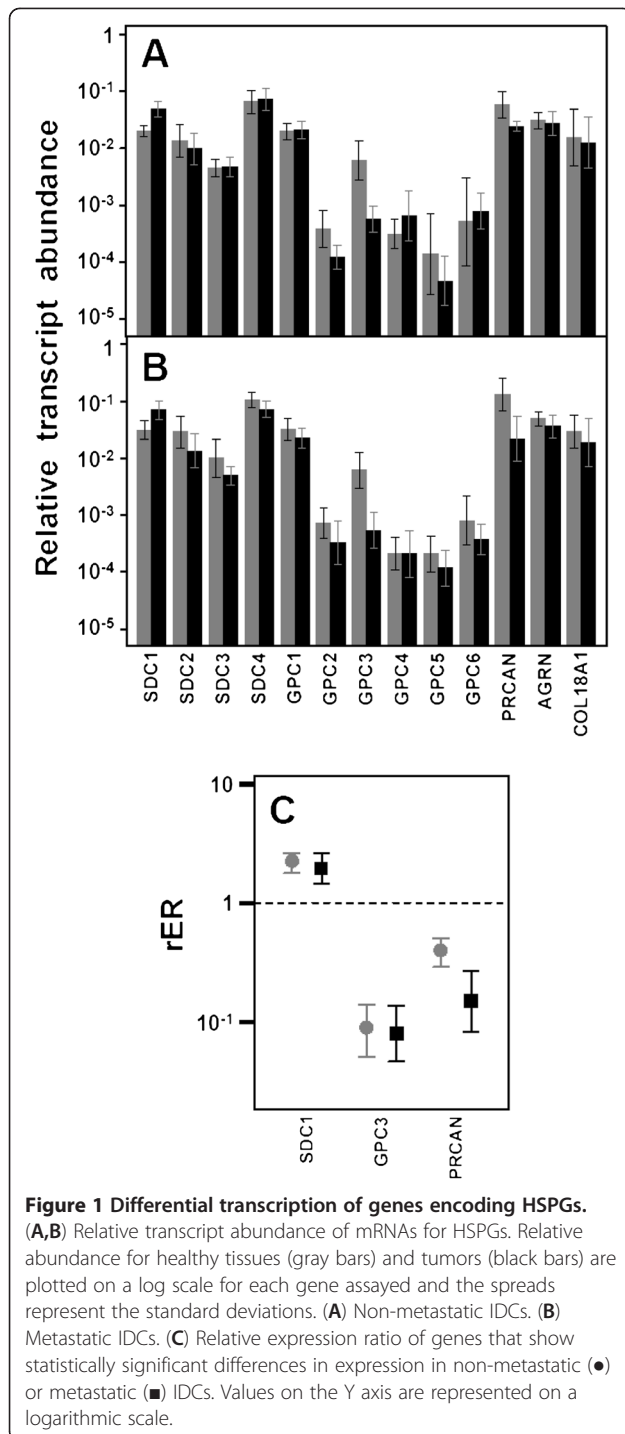 A
1
10-1
10-2
10-3
10-4
10-5
Relative transcript abundance
B
1
10-1
10-2
10-3
10-4
10-5
SDC1
SDC2
SDC3
SDC4
GPC1
GPC2
GPC3
GPC4
GPC5
GPC6
PRCAN
AGRN
COL18A1
C
10
1
10-1
rER
SDC1
GPC3
PRCAN
Figure 1 Differential transcription of genes encoding HSPGs.
(A,B) Relative transcript abundance of mRNAs for HSPGs. Relative
abundance for healthy tissues (gray bars) and tumors (black bars) are
plotted on a log scale for each gene assayed and the spreads
represent the standard deviations. (A) Non-metastatic IDCs. (B)
Metastatic IDCs. (C) Relative expression ratio of genes that show
statistically significant differences in expression in non-metastatic (●)
or metastatic (■) IDCs. Values on the Y axis are represented on a
logarithmic scale.